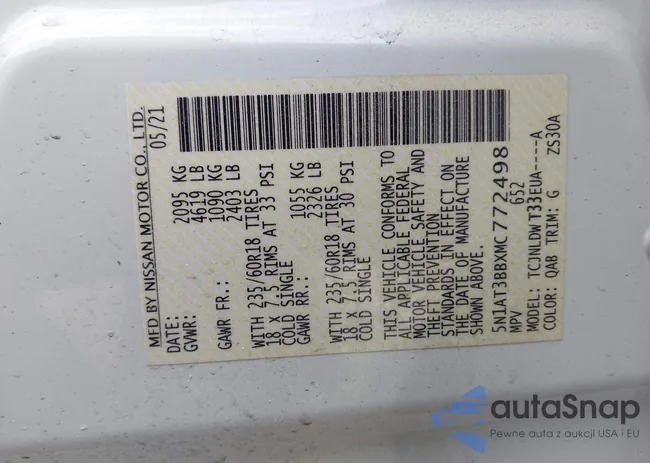 MFD BY NISSAN MOTOR CO., LTD.
DATE: 05/21
GVWR: 2095 KG
4619 LB
GAWR FR.: 1090 KG
2403 LB
WITH 235/60R18 TIRES
18 X 7.5 RIMS AT 33 PSI
COLD SINGLE
GAWR RR.: 1055 KG
2326 LB
WITH 235/60R18 TIRES
18 X 7.5 RIMS AT 30 PSI
COLD SINGLE
THIS VEHICLE CONFORMS TO
ALL APPLICABLE FEDERAL
MOTOR VEHICLE SAFETY AND
THEFT PREVENTION
STANDARDS IN EFFECT ON
THE DATE OF MANUFACTURE
SHOWN ABOVE.
5N1AT3BBXMC772498
MPV 652
MODEL: TCJNLDW T33EUA----A
COLOR: QAB TRIM: G ZS30A
autaSnap
Pewne auta z aukcji USA i EU